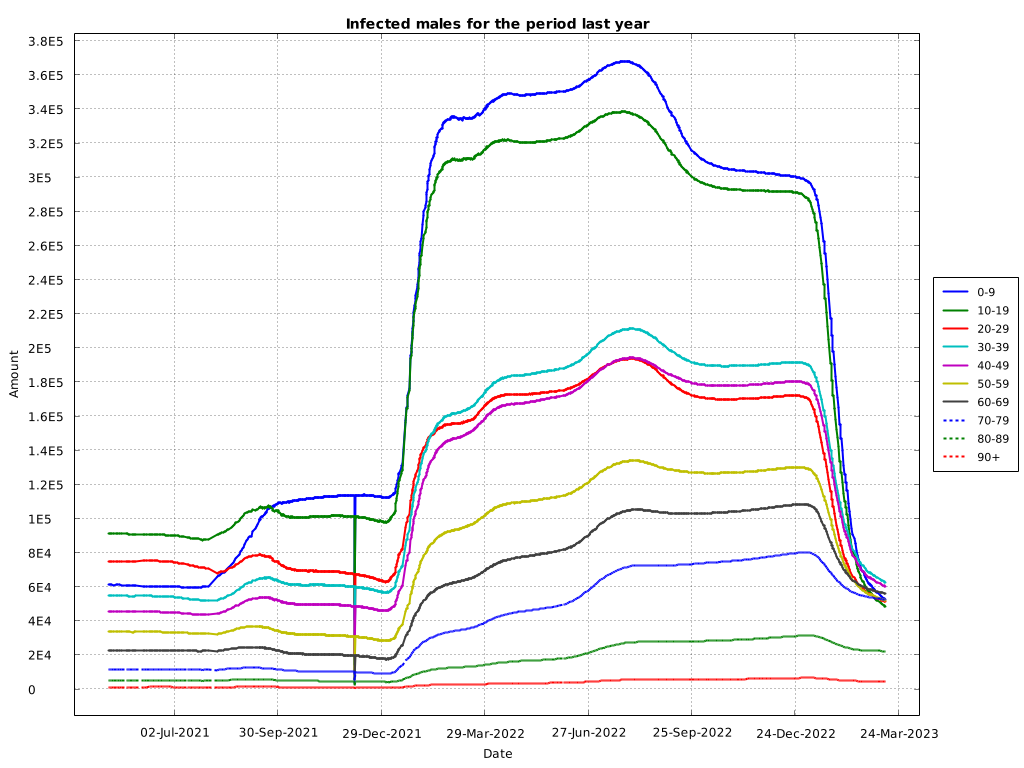 Infected males for the period last year
3.8E5
3.6E5
3.4E5
3.2E5
3E5
2.8E5
2.6E5
2.4E5
2.2E5
2E5
1.8E5
1.6E5
1.4E5
1.2E5
1E5
8E4
6E4
4E4
2E4
0
Amount
02-Jul-2021 30-Sep-2021 29-Dec-2021 29-Mar-2022 27-Jun-2022 25-Sep-2022 24-Dec-2022 24-Mar-2023
Date
0-9
10-19
20-29
30-39
40-49
50-59
60-69
70-79
80-89
90+